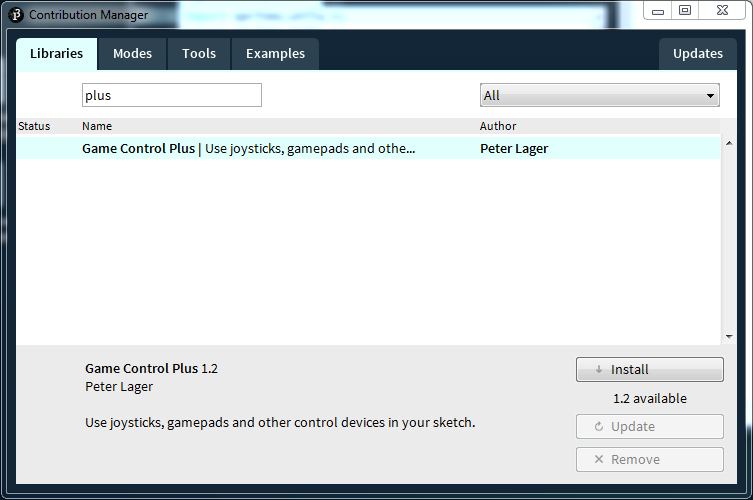 Contribution Manager
Libraries Modes Tools Examples Updates
plus All
Status Name Author
Game Control Plus | Use joysticks, gamepads and othe... Peter Lager
Game Control Plus 1.2
Peter Lager
Use joysticks, gamepads and other control devices in your sketch.
Install
1.2 available
Update
Remove